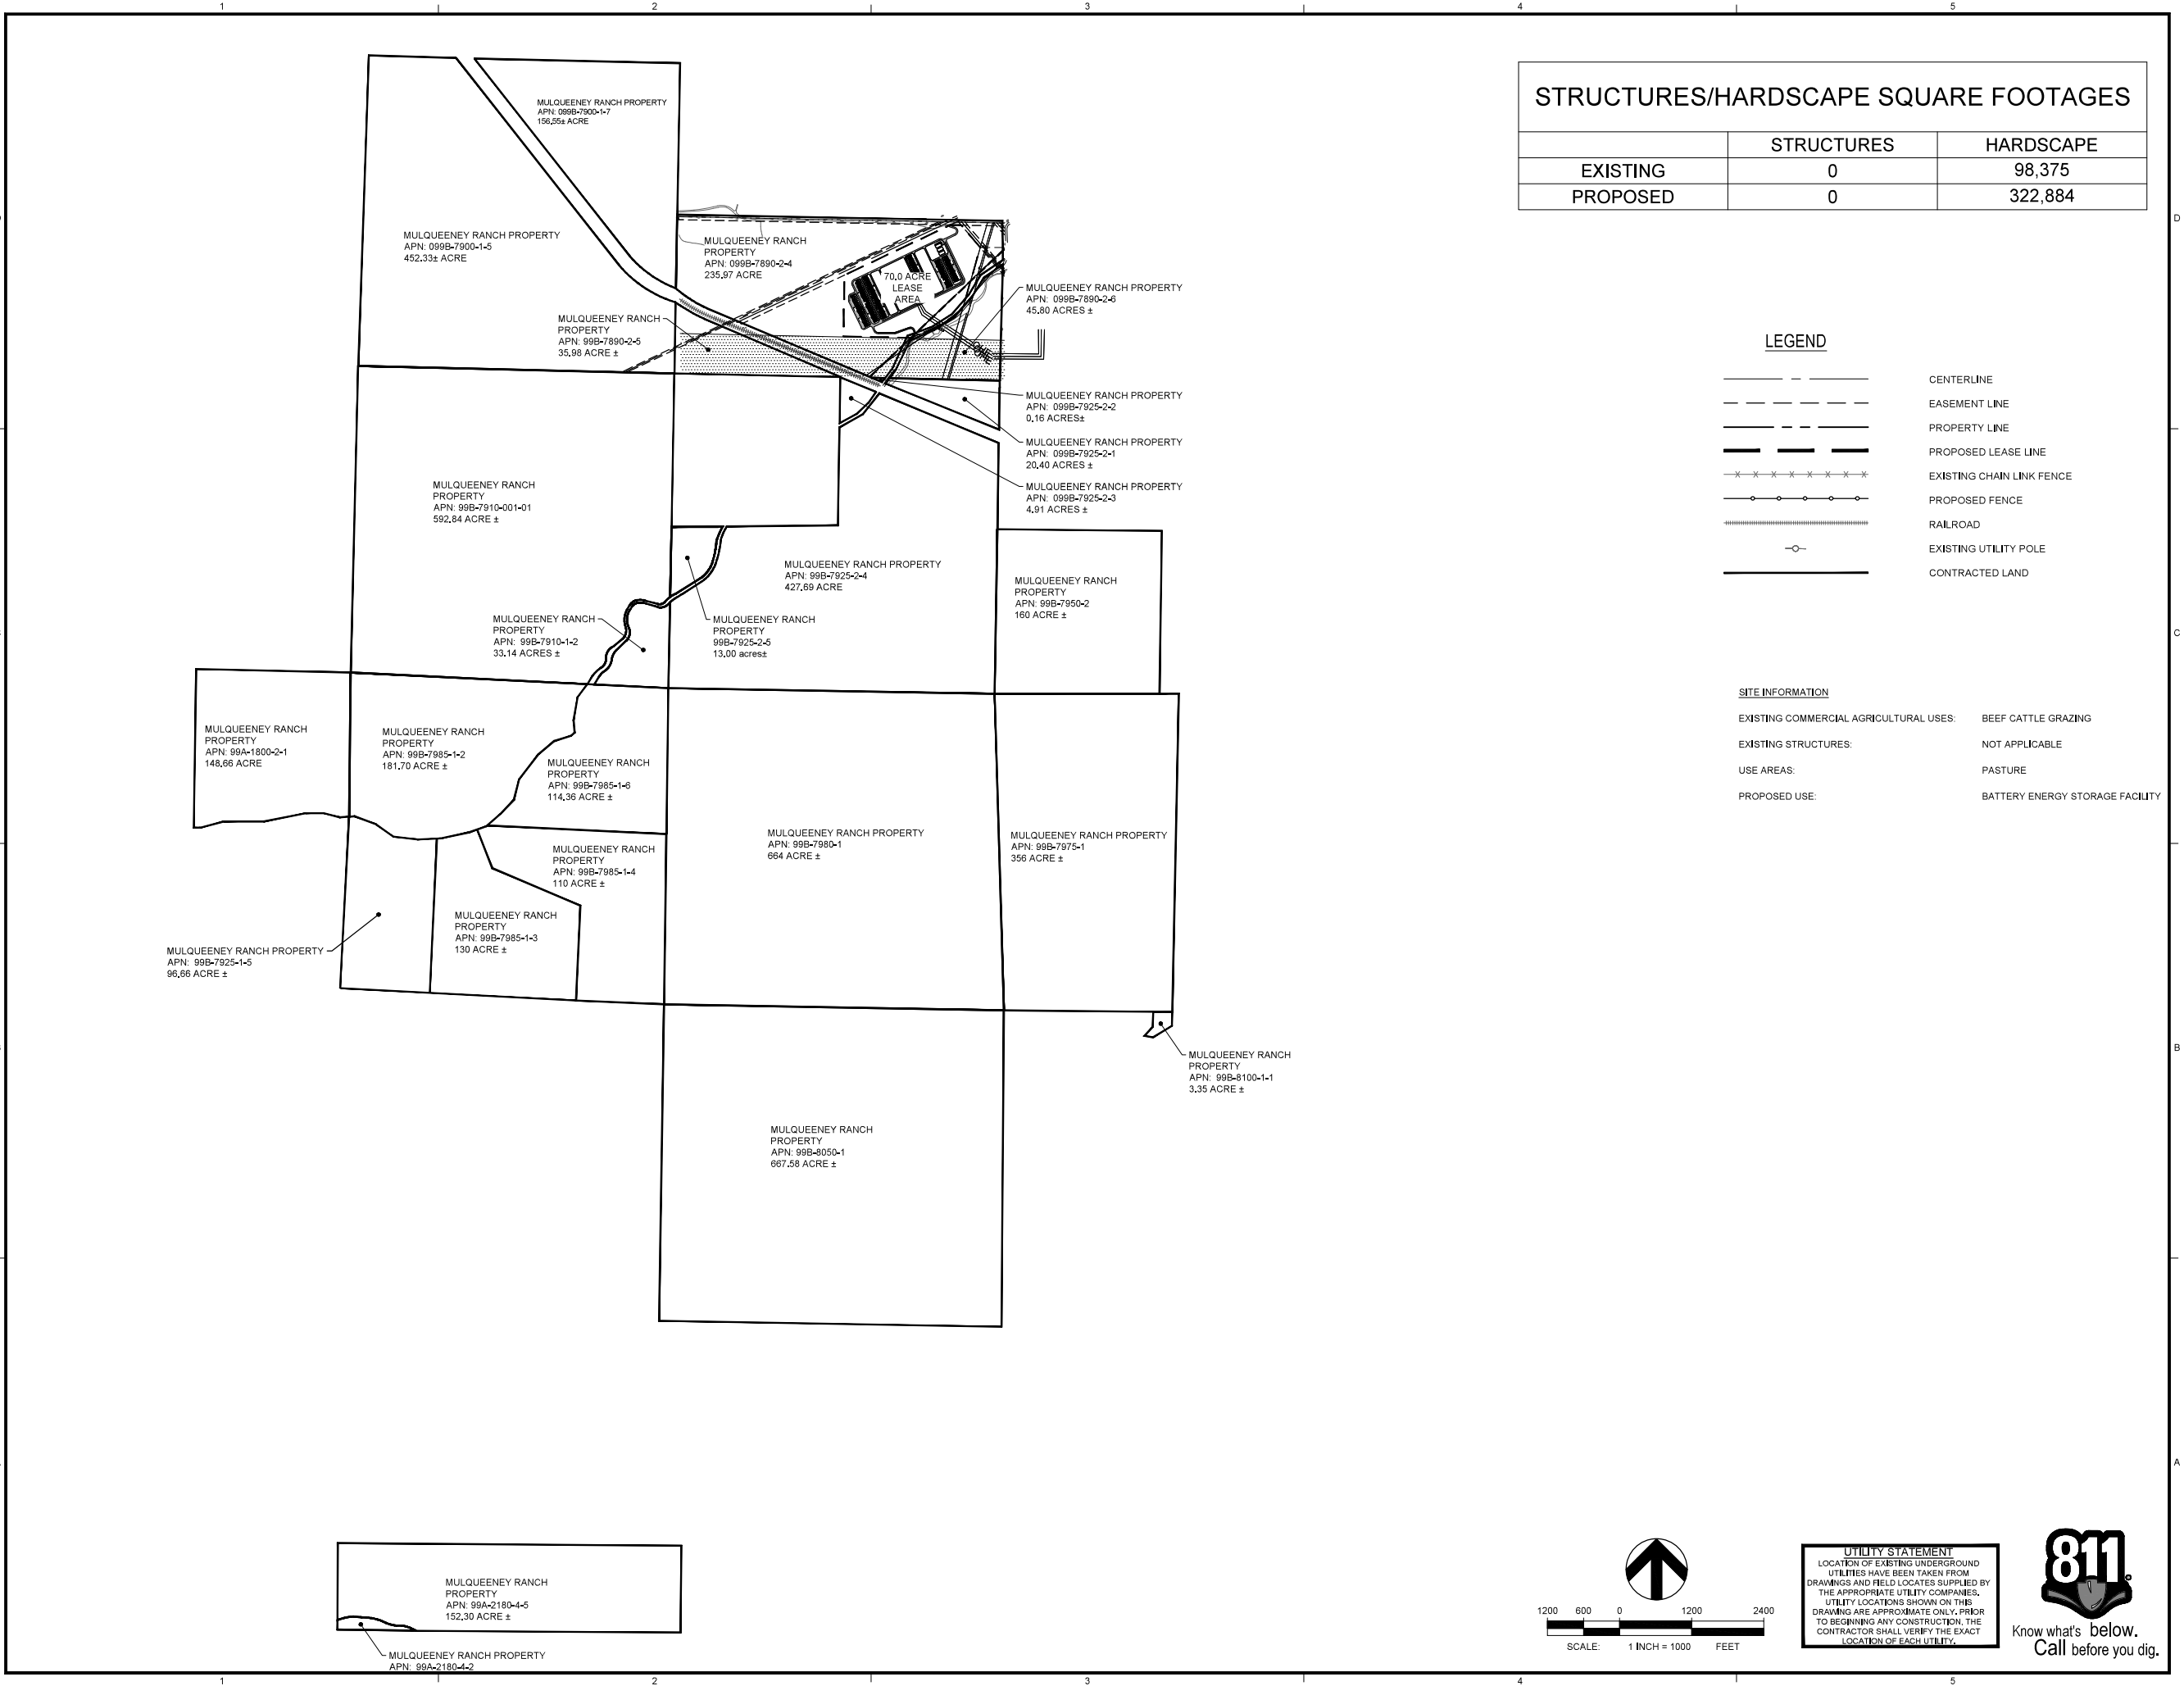 1 2 3 4 5
STRUCTURES/HARDSCAPE SQUARE FOOTAGES
STRUCTURES HARDSCAPE
EXISTING 0 98,375
PROPOSED 0 322,884
MULQUEENEY RANCH PROPERTY
APN: 099B-7900-1-7
156.55± ACRE
MULQUEENEY RANCH PROPERTY
APN: 099B-7900-1-5
452.33± ACRE
MULQUEENEY RANCH
PROPERTY
APN: 099B-7890-2-4
235.97 ACRE
70.0 ACRE
LEASE
AREA
MULQUEENEY RANCH PROPERTY
APN: 099B-7890-2-6
45.80 ACRES ±
MULQUEENEY RANCH
PROPERTY
APN: 99B-7890-2-5
35.98 ACRE ±
MULQUEENEY RANCH PROPERTY
APN: 099B-7925-2-2
0.16 ACRES±
MULQUEENEY RANCH PROPERTY
APN: 099B-7925-2-1
20.40 ACRES ±
MULQUEENEY RANCH PROPERTY
APN: 099B-7925-2-3
4.91 ACRES ±
MULQUEENEY RANCH
PROPERTY
APN: 99B-7910-001-01
592.84 ACRE ±
MULQUEENEY RANCH PROPERTY
APN: 99B-7925-2-4
427.69 ACRE
MULQUEENEY RANCH
PROPERTY
APN: 99B-7950-2
160 ACRE ±
MULQUEENEY RANCH
PROPERTY
APN: 99B-7910-1-2
33.14 ACRES ±
MULQUEENEY RANCH
PROPERTY
99B-7925-2-5
13.00 acres±
MULQUEENEY RANCH
PROPERTY
APN: 99A-1800-2-1
148.66 ACRE
MULQUEENEY RANCH
PROPERTY
APN: 99B-7985-1-2
181.70 ACRE ±
MULQUEENEY RANCH
PROPERTY
APN: 99B-7985-1-6
114.36 ACRE ±
MULQUEENEY RANCH PROPERTY
APN: 99B-7980-1
664 ACRE ±
MULQUEENEY RANCH PROPERTY
APN: 99B-7975-1
356 ACRE ±
MULQUEENEY RANCH
PROPERTY
APN: 99B-7985-1-4
110 ACRE ±
MULQUEENEY RANCH
PROPERTY
APN: 99B-7985-1-3
130 ACRE ±
MULQUEENEY RANCH PROPERTY
APN: 99B-7925-1-5
96.66 ACRE ±
MULQUEENEY RANCH
PROPERTY
APN: 99B-8100-1-1
3.35 ACRE ±
MULQUEENEY RANCH
PROPERTY
APN: 99B-8050-1
667.58 ACRE ±
MULQUEENEY RANCH
PROPERTY
APN: 99A-2180-4-5
152.30 ACRE ±
MULQUEENEY RANCH PROPERTY
APN: 99A-2180-4-2
LEGEND
CENTERLINE
EASEMENT LINE
PROPERTY LINE
PROPOSED LEASE LINE
EXISTING CHAIN LINK FENCE
PROPOSED FENCE
RAILROAD
EXISTING UTILITY POLE
CONTRACTED LAND
SITE INFORMATION
EXISTING COMMERCIAL AGRICULTURAL USES: BEEF CATTLE GRAZING
EXISTING STRUCTURES: NOT APPLICABLE
USE AREAS: PASTURE
PROPOSED USE: BATTERY ENERGY STORAGE FACILITY
D
C
B
A
1200 600 0 1200 2400
SCALE: 1 INCH = 1000 FEET
UTILITY STATEMENT
LOCATION OF EXISTING UNDERGROUND
UTILITIES HAVE BEEN TAKEN FROM
DRAWINGS AND FIELD LOCATES SUPPLIED BY
THE APPROPRIATE UTILITY COMPANIES.
UTILITY LOCATIONS SHOWN ON THIS
DRAWING ARE APPROXIMATE ONLY. PRIOR
TO BEGINNING ANY CONSTRUCTION, THE
CONTRACTOR SHALL VERIFY THE EXACT
LOCATION OF EACH UTILITY.
811
Know what's below.
Call before you dig.
1 2 3 4 5